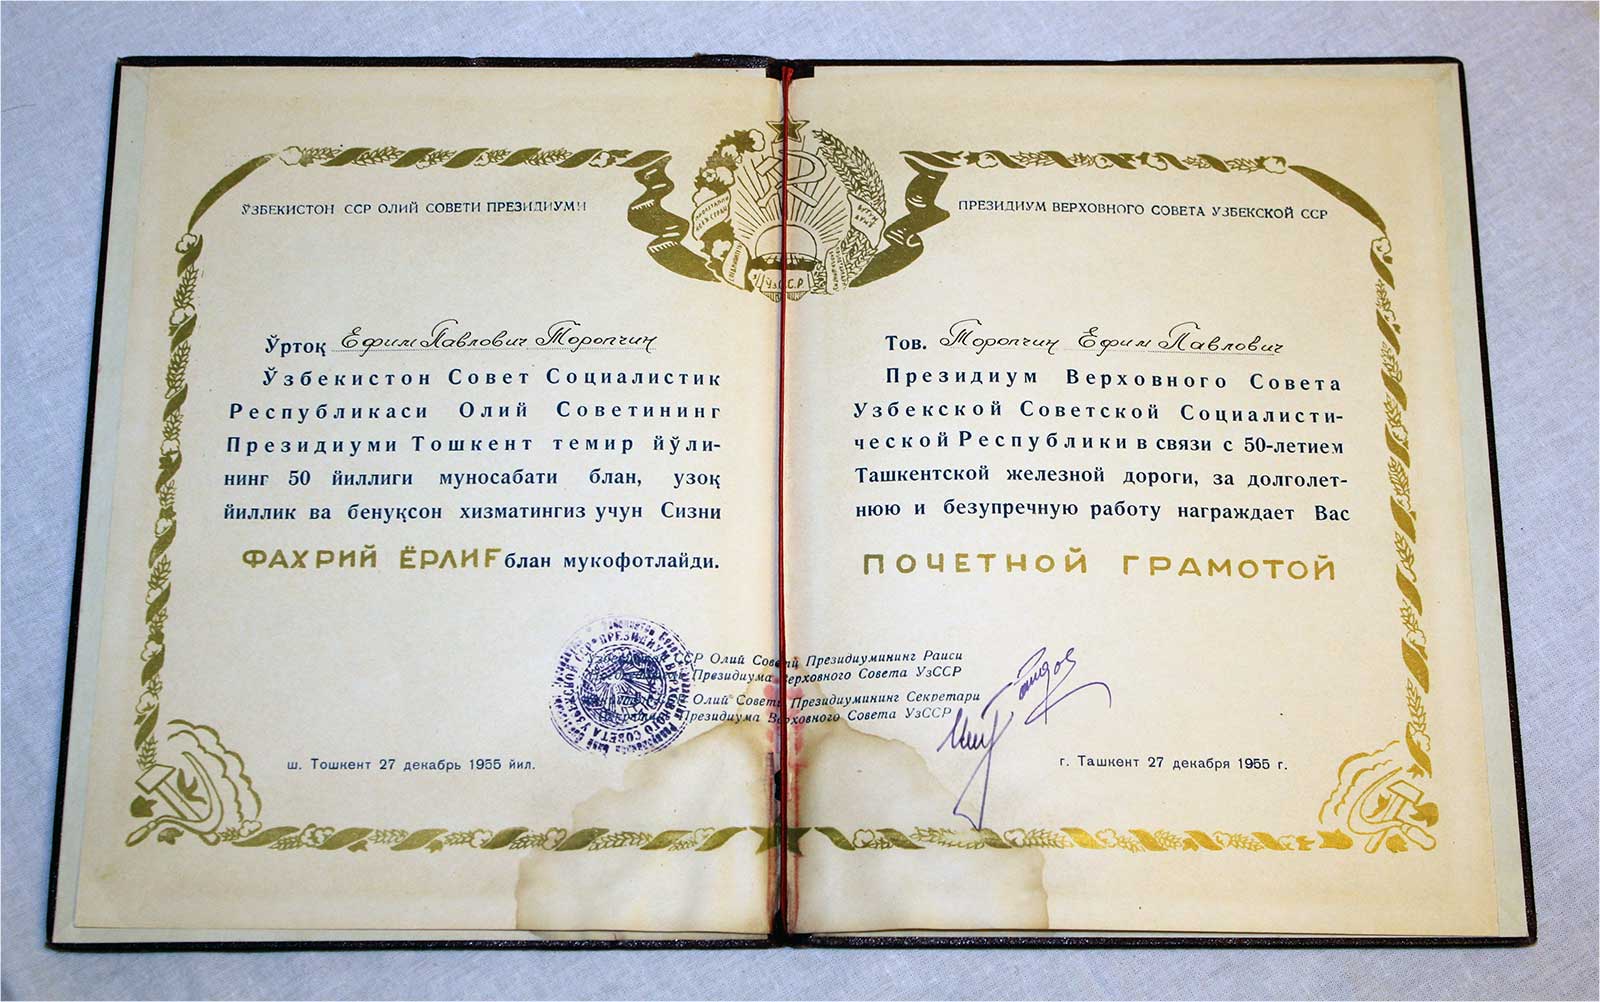 ЎЗБЕКИСТОН ССР ОЛИЙ СОВЕТИ ПРЕЗИДИУМИ
Ўртоқ Ефим Павлович Торопчин
Ўзбекистон Совет Социалистик
Республикаси Олий Советининг
Президиуми Тошкент темир йўли-
нинг 50 йиллиги муносабати блан, узоқ
йиллик ва бенуқсон хизматингиз учун Сизни
ФАХРИЙ ЁРЛИҒ блан мукофотлайди.
ш. Тошкент 27 декабрь 1955 йил.
УзССР
ПРЕЗИДИУМ ВЕРХОВНОГО СОВЕТА УЗБЕКСКОЙ ССР
Тов. Торопчин Ефим Павлович
Президиум Верховного Совета
Узбекской Советской Социалисти-
ческой Республики в связи с 50-летием
Ташкентской железной дороги, за долголет-
нюю и безупречную работу награждает Вас
ПОЧЕТНОЙ ГРАМОТОЙ
ССР Олий Совети Президиумининг Раиси
Президиума Верховного Совета УзССР
Олий Совети Президиумининг Секретари
Президиума Верховного Совета УзССР
г. Ташкент 27 декабря 1955 г.